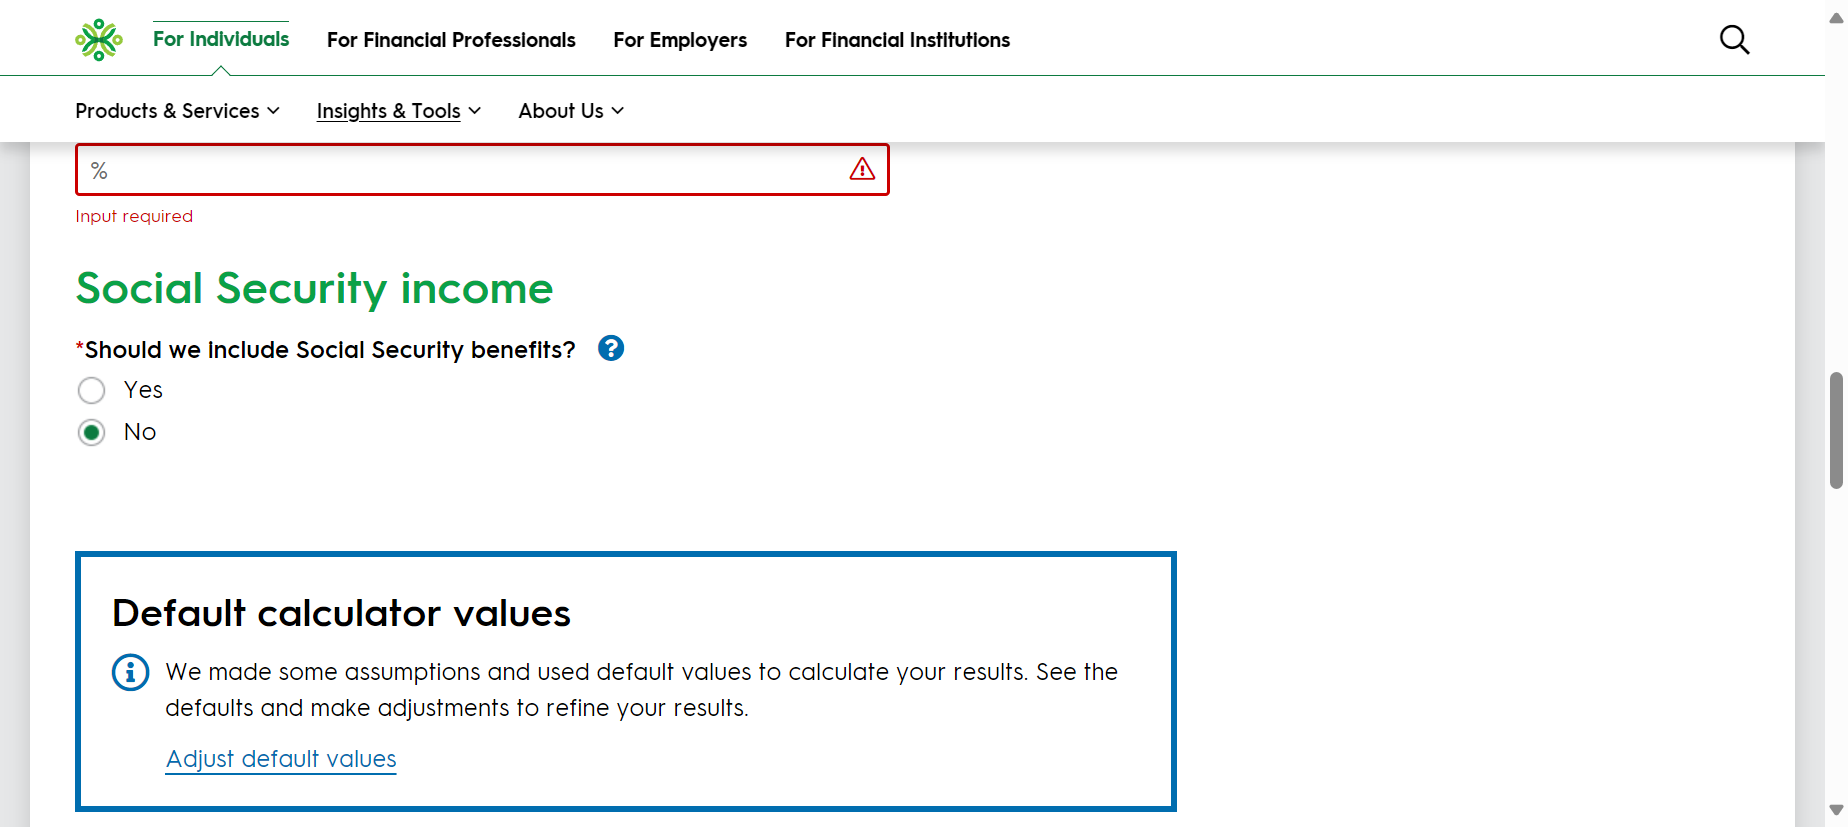 For Individuals For Financial Professionals For Employers For Financial Institutions
Products & Services Insights & Tools About Us
%
Input required
Social Security income
*Should we include Social Security benefits? ?
Yes
No
Default calculator values
We made some assumptions and used default values to calculate your results. See the
defaults and make adjustments to refine your results.
Adjust default values